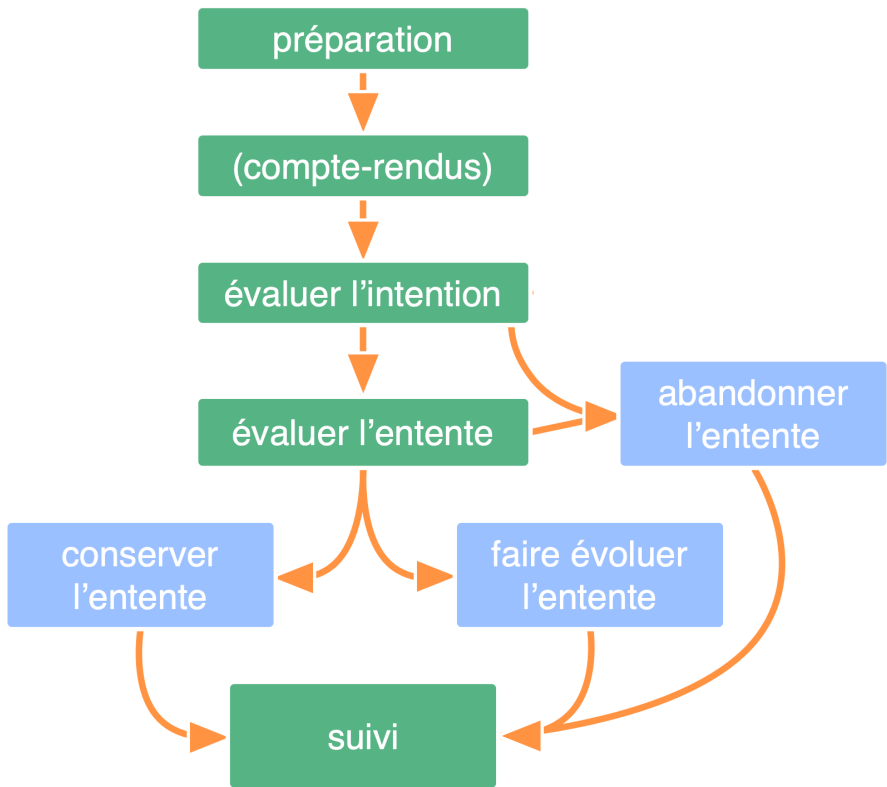 préparation
(compte-rendus)
évaluer l'intention
évaluer l'entente
abandonner
l'entente
conserver
l'entente
faire évoluer
l'entente
suivi